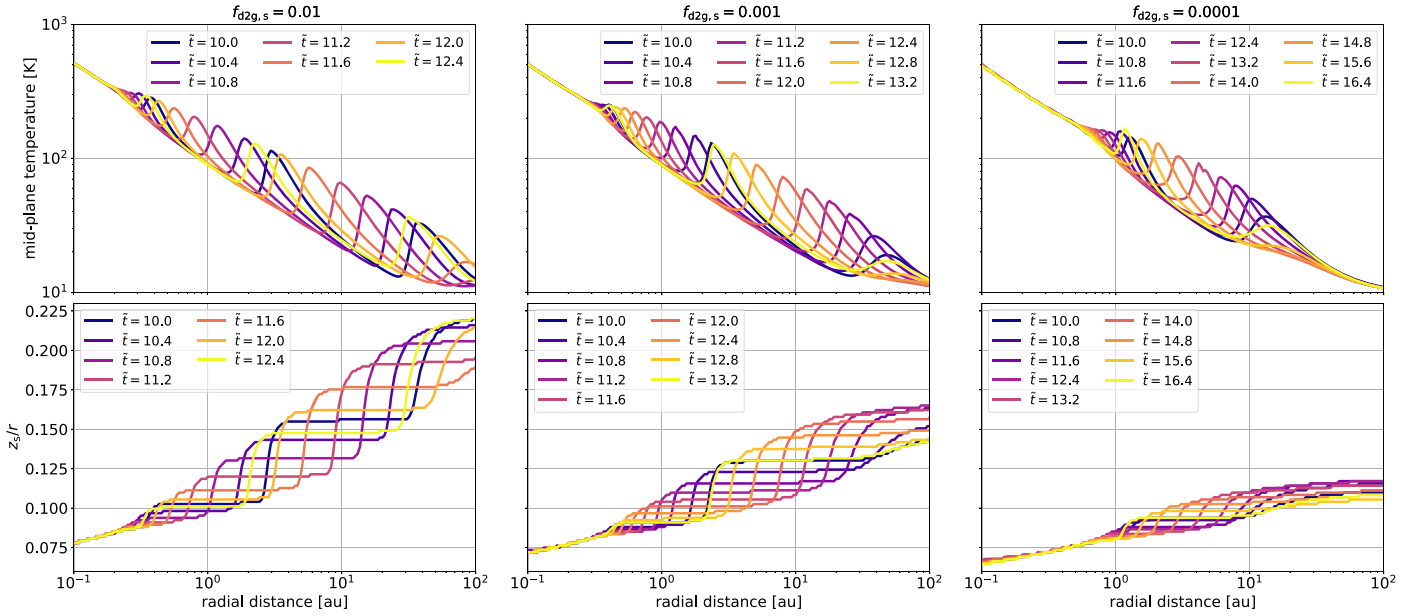 f_d2g, s = 0.01
f_d2g, s = 0.001
f_d2g, s = 0.0001
mid-plane temperature [K]
10³
10²
10¹
t̃ = 10.0 t̃ = 11.2 t̃ = 12.0
t̃ = 10.4 t̃ = 11.6 t̃ = 12.4
t̃ = 10.8
t̃ = 10.0 t̃ = 11.2 t̃ = 12.4
t̃ = 10.4 t̃ = 11.6 t̃ = 12.8
t̃ = 10.8 t̃ = 12.0 t̃ = 13.2
t̃ = 10.0 t̃ = 12.4 t̃ = 14.8
t̃ = 10.8 t̃ = 13.2 t̃ = 15.6
t̃ = 11.6 t̃ = 14.0 t̃ = 16.4
z_s/r
0.225
0.200
0.175
0.150
0.125
0.100
0.075
t̃ = 10.0 t̃ = 11.6
t̃ = 10.4 t̃ = 12.0
t̃ = 10.8 t̃ = 12.4
t̃ = 11.2
t̃ = 10.0 t̃ = 12.0
t̃ = 10.4 t̃ = 12.4
t̃ = 10.8 t̃ = 12.8
t̃ = 11.2 t̃ = 13.2
t̃ = 11.6
t̃ = 10.0 t̃ = 14.0
t̃ = 10.8 t̃ = 14.8
t̃ = 11.6 t̃ = 15.6
t̃ = 12.4 t̃ = 16.4
t̃ = 13.2
10⁻¹ 10⁰ 10¹ 10²
10⁻¹ 10⁰ 10¹ 10²
10⁻¹ 10⁰ 10¹ 10²
radial distance [au]
radial distance [au]
radial distance [au]